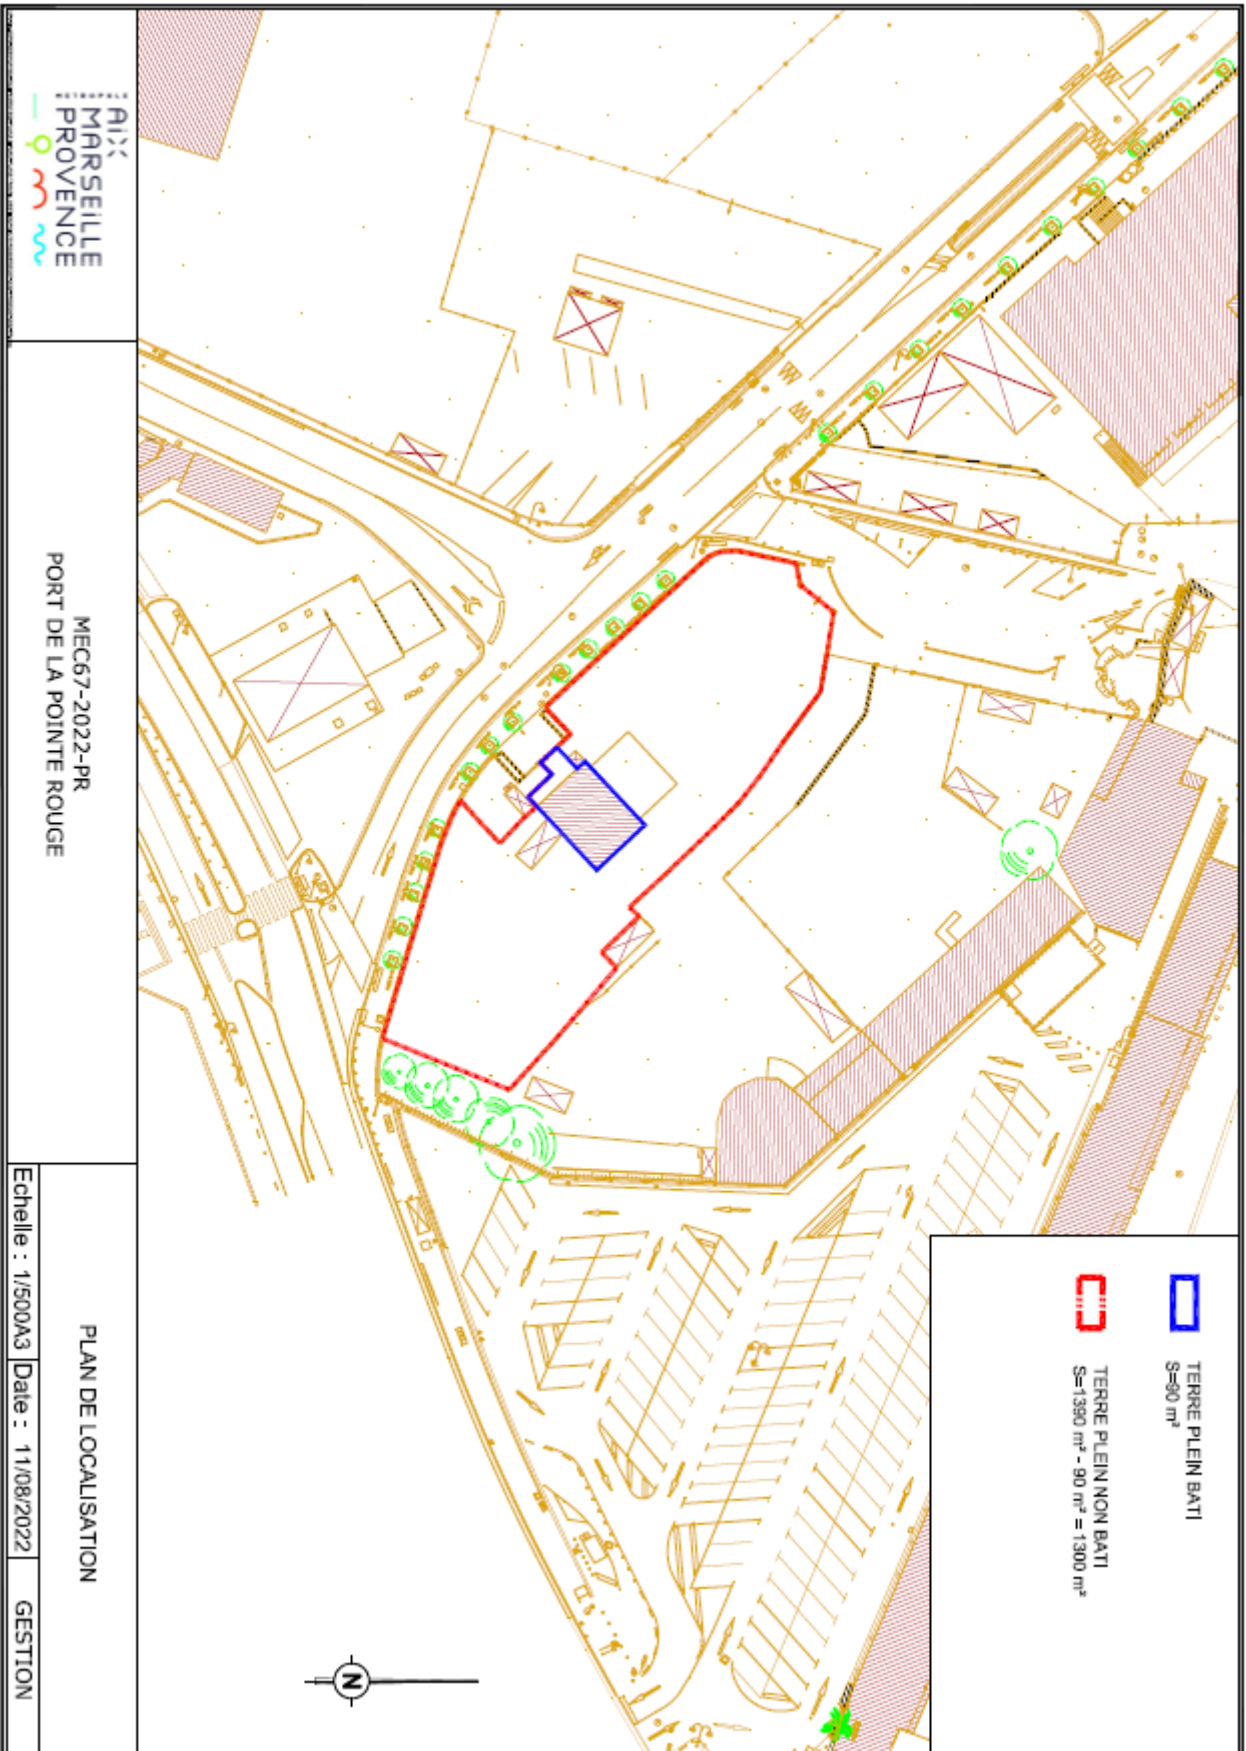 TERRE PLEIN BATI
S=90 m²
TERRE PLEIN NON BATI
S=1390 m² - 90 m² = 1300 m²
N
MÉTROPOLE
AIX
MARSEILLE
PROVENCE
MEC67-2022-PR
PORT DE LA POINTE ROUGE
PLAN DE LOCALISATION
Echelle : 1/500A3 Date : 11/08/2022 GESTION